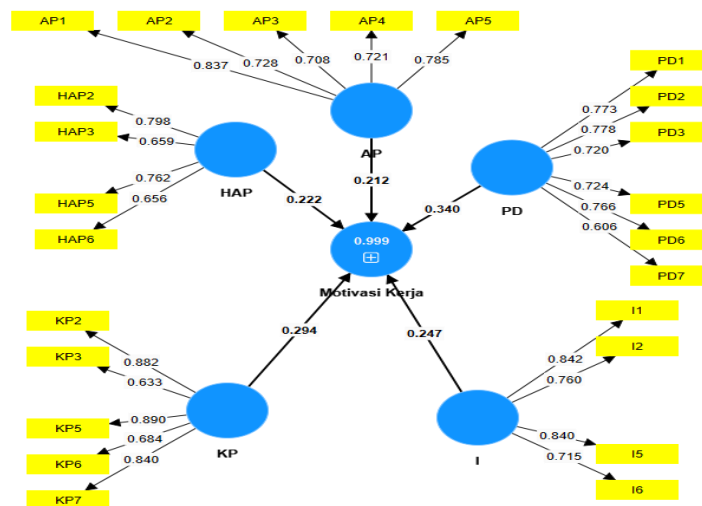 AP1
AP2
AP3
AP4
AP5
0.837
0.728
0.708
0.721
0.785
AP
HAP2
HAP3
HAP5
HAP6
0.798
0.659
0.762
0.656
HAP
PD1
PD2
PD3
PD5
PD6
PD7
0.773
0.778
0.720
0.724
0.766
0.606
PD
0.222
0.212
0.340
0.999
Motivasi Kerja
0.294
0.247
KP2
KP3
KP5
KP6
KP7
0.882
0.633
0.890
0.684
0.840
KP
I1
I2
I5
I6
0.842
0.760
0.840
0.715
I